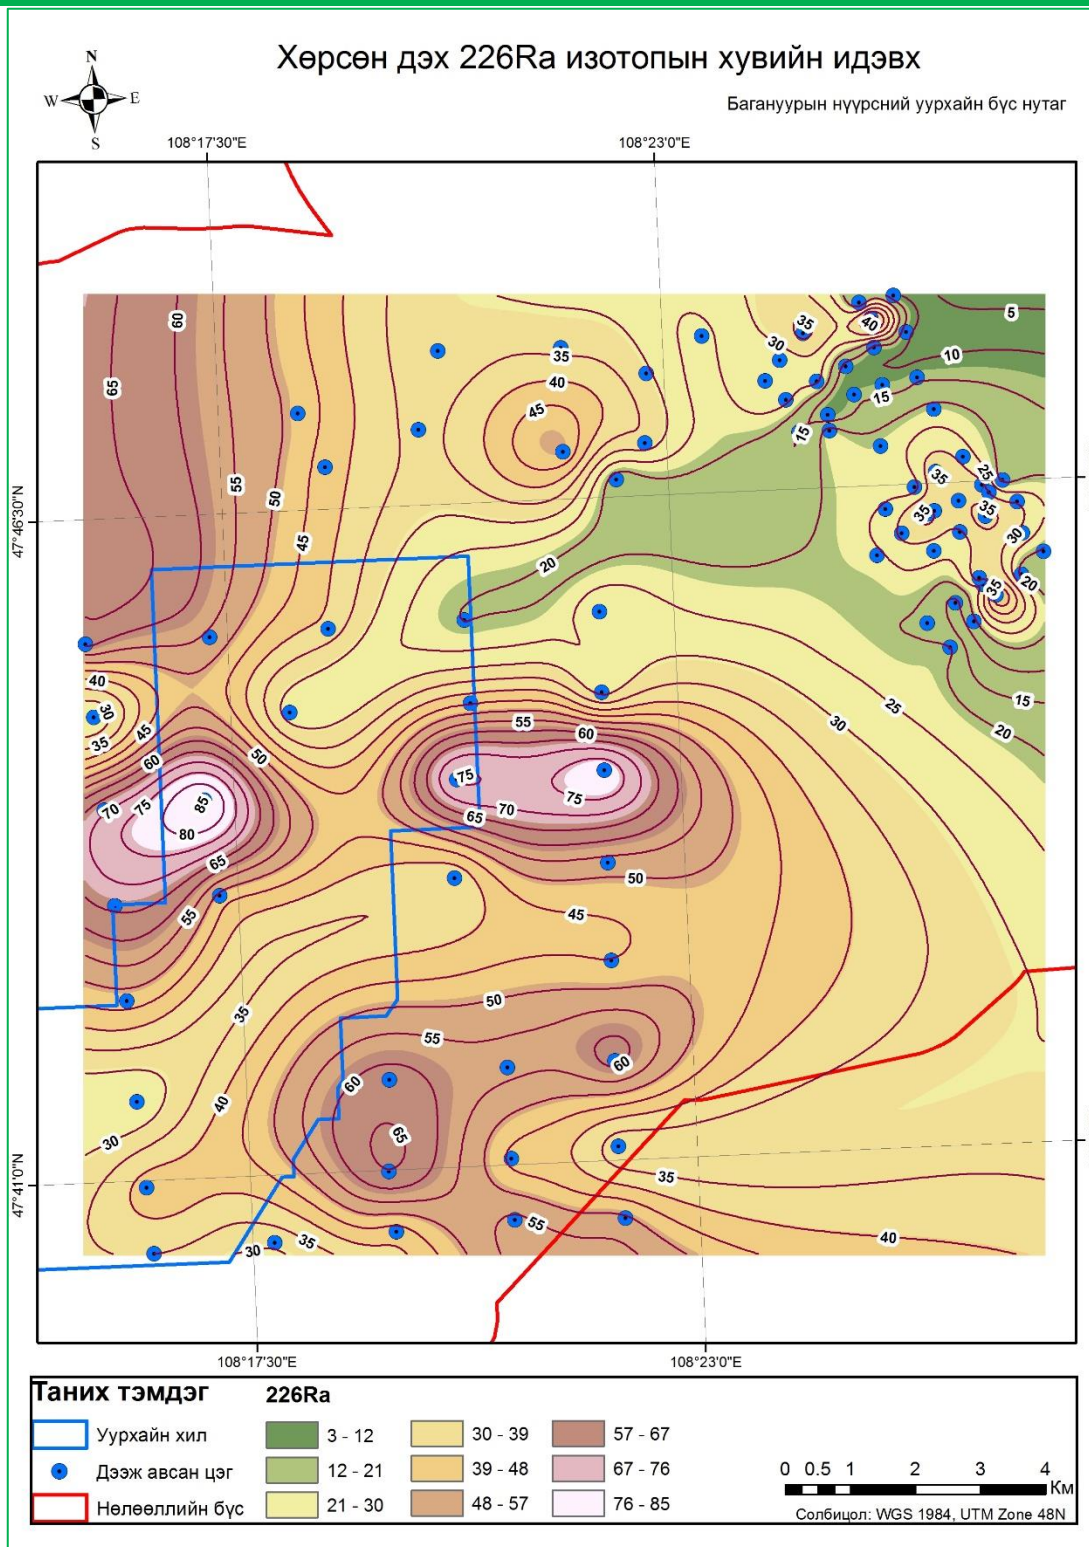 Хөрсөн дэх 226Ra изотопын хувийн идэвх
Багануурын нүүрсний уурхайн бүс нутаг
N
W E
S
108°17'30"E 108°23'0"E
60 65 55 50 45
35 40 45
35 40 30 5 10 15 15
25 35 35 35 30 20 35
47°46'30"N
20
15
20
25
30
40 30 35 45 60 50
55 60 75 75 70 65
70 75 85 80 65 55
50
45
50
55
35 40 30
60 65 60
35
47°41'0"N
55
40
30 35
108°17'30"E 108°23'0"E
Таних тэмдэг
Уурхайн хил
Дээж авсан цэг
Нөлөөллийн бүс
226Ra
3 - 12
12 - 21
21 - 30
30 - 39
39 - 48
48 - 57
57 - 67
67 - 76
76 - 85
0 0.5 1 2 3 4
Км
Солбицол: WGS 1984, UTM Zone 48N